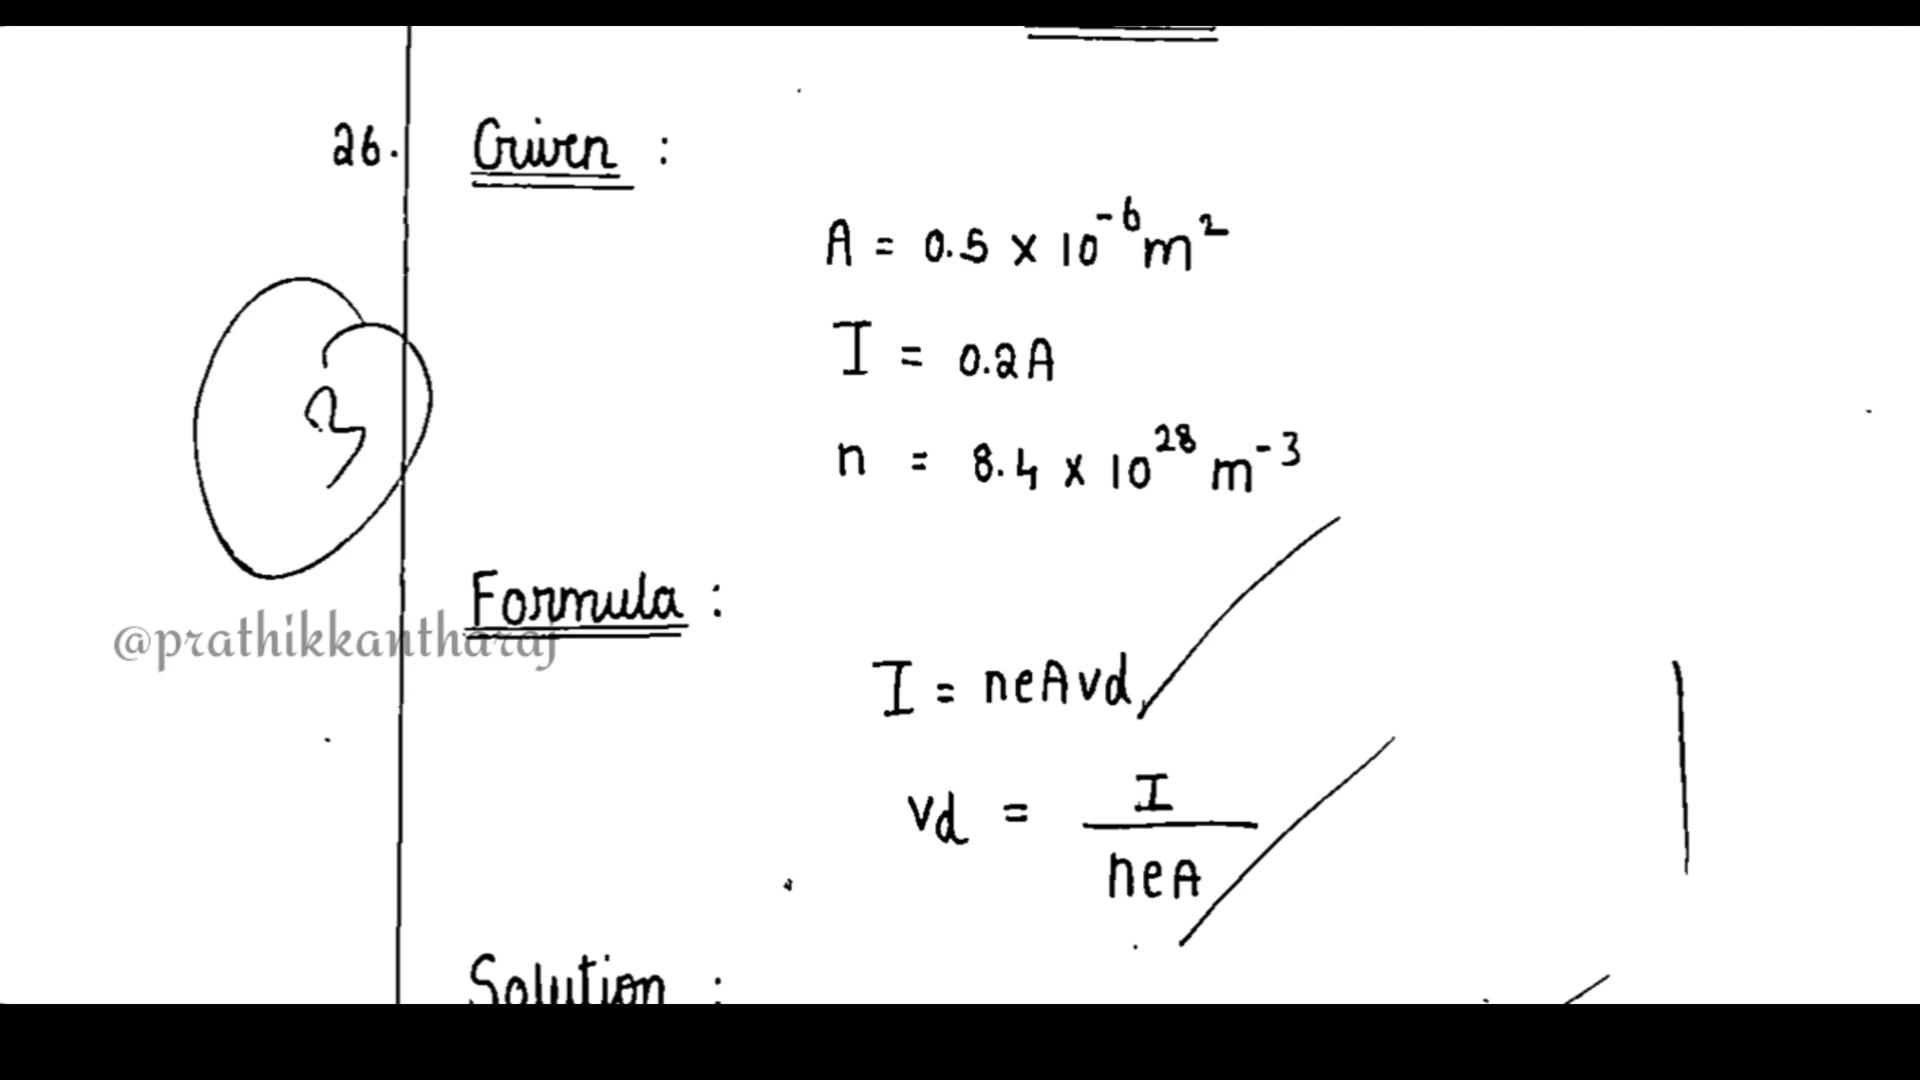 26. Given :
A = 0.5 × 10⁻⁶ m²
I = 0.2A
n = 8.4 × 10²⁸ m⁻³
3
Formula :
@prathikkantharaj
I = neAvd
vd = I / neA
Solution :